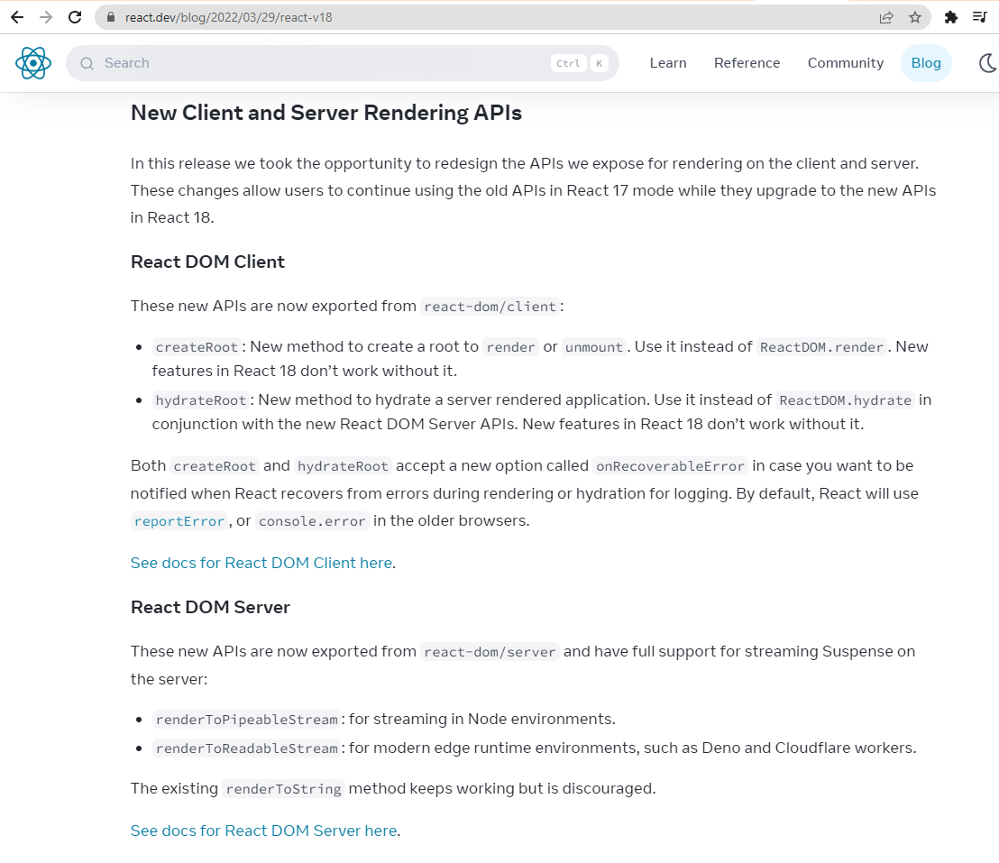 react.dev/blog/2022/03/29/react-v18
Search Ctrl K Learn Reference Community Blog
New Client and Server Rendering APIs
In this release we took the opportunity to redesign the APIs we expose for rendering on the client and server.
These changes allow users to continue using the old APIs in React 17 mode while they upgrade to the new APIs
in React 18.
React DOM Client
These new APIs are now exported from react-dom/client:
• createRoot: New method to create a root to render or unmount. Use it instead of ReactDOM.render. New
features in React 18 don’t work without it.
• hydrateRoot: New method to hydrate a server rendered application. Use it instead of ReactDOM.hydrate in
conjunction with the new React DOM Server APIs. New features in React 18 don’t work without it.
Both createRoot and hydrateRoot accept a new option called onRecoverableError in case you want to be
notified when React recovers from errors during rendering or hydration for logging. By default, React will use
reportError, or console.error in the older browsers.
See docs for React DOM Client here.
React DOM Server
These new APIs are now exported from react-dom/server and have full support for streaming Suspense on
the server:
• renderToPipeableStream: for streaming in Node environments.
• renderToReadableStream: for modern edge runtime environments, such as Deno and Cloudflare workers.
The existing renderToString method keeps working but is discouraged.
See docs for React DOM Server here.